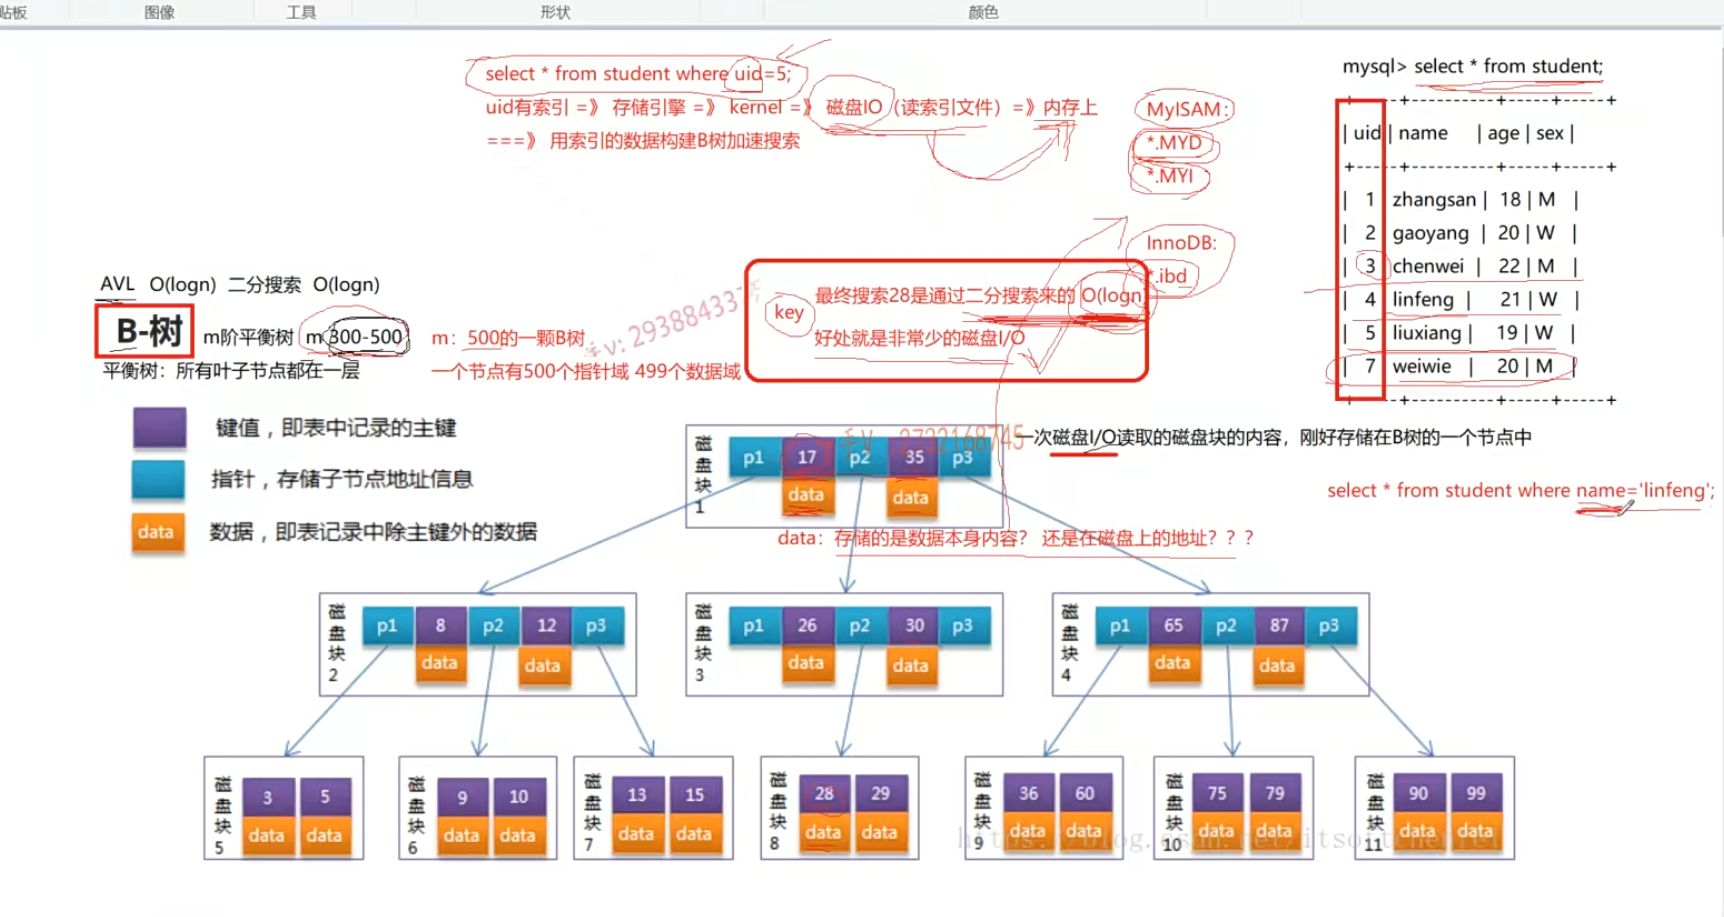 贴板 图像 工具 形状 颜色
select * from student where uid=5;
uid有索引 =》 存储引擎 =》 kernel =》 磁盘IO（读索引文件）=》内存上
===》 用索引的数据构建B树加速搜索
MyISAM:
*.MYD
*.MYI
InnoDB:
*.ibd
mysql> select * from student;
+-----+----------+-----+-----+
| uid | name | age | sex |
+-----+----------+-----+-----+
| 1 | zhangsan | 18 | M |
| 2 | gaoyang | 20 | W |
| 3 | chenwei | 22 | M |
| 4 | linfeng | 21 | W |
| 5 | liuxiang | 19 | W |
| 7 | weiwie | 20 | M |
+-----+----------+-----+-----+
AVL O(logn) 二分搜索 O(logn)
B-树 m阶平衡树 m 300-500 m：500的一颗B树
平衡树：所有叶子节点都在一层 一个节点有500个指针域 499个数据域
key
最终搜索28是通过二分搜索来的 O(logn)
好处就是非常少的磁盘I/O
键值，即表中记录的主键
指针，存储子节点地址信息
data 数据，即表记录中除主键外的数据
一次磁盘I/O读取的磁盘块的内容，刚好存储在B树的一个节点中
select * from student where name='linfeng';
磁盘块1 p1 17 p2 35 p3
data data
data：存储的是数据本身内容？ 还是在磁盘上的地址？？？
磁盘块2 p1 8 p2 12 p3
data data
磁盘块3 p1 26 p2 30 p3
data data
磁盘块4 p1 65 p2 87 p3
data data
磁盘块5 3 5
data data
磁盘块6 9 10
data data
磁盘块7 13 15
data data
磁盘块8 28 29
data data
磁盘块9 36 60
data data
磁盘块10 75 79
data data
磁盘块11 90 99
data data